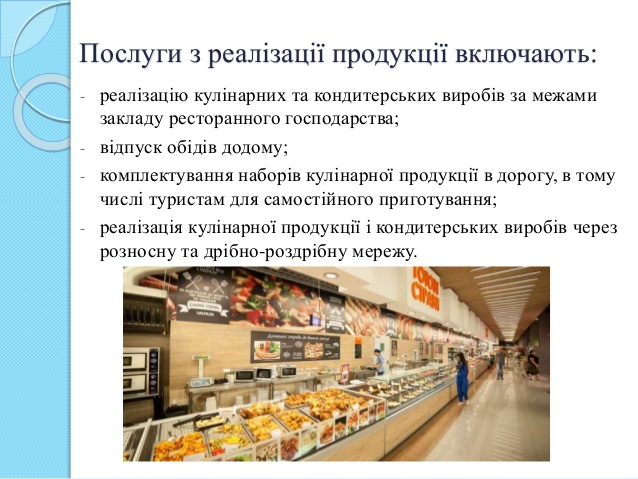 Послуги з реалізації продукції включають:
- реалізацію кулінарних та кондитерських виробів за межами
закладу ресторанного господарства;
- відпуск обідів додому;
- комплектування наборів кулінарної продукції в дорогу, в тому
числі туристам для самостійного приготування;
- реалізація кулінарної продукції і кондитерських виробів через
розносну та дрібно-роздрібну мережу.